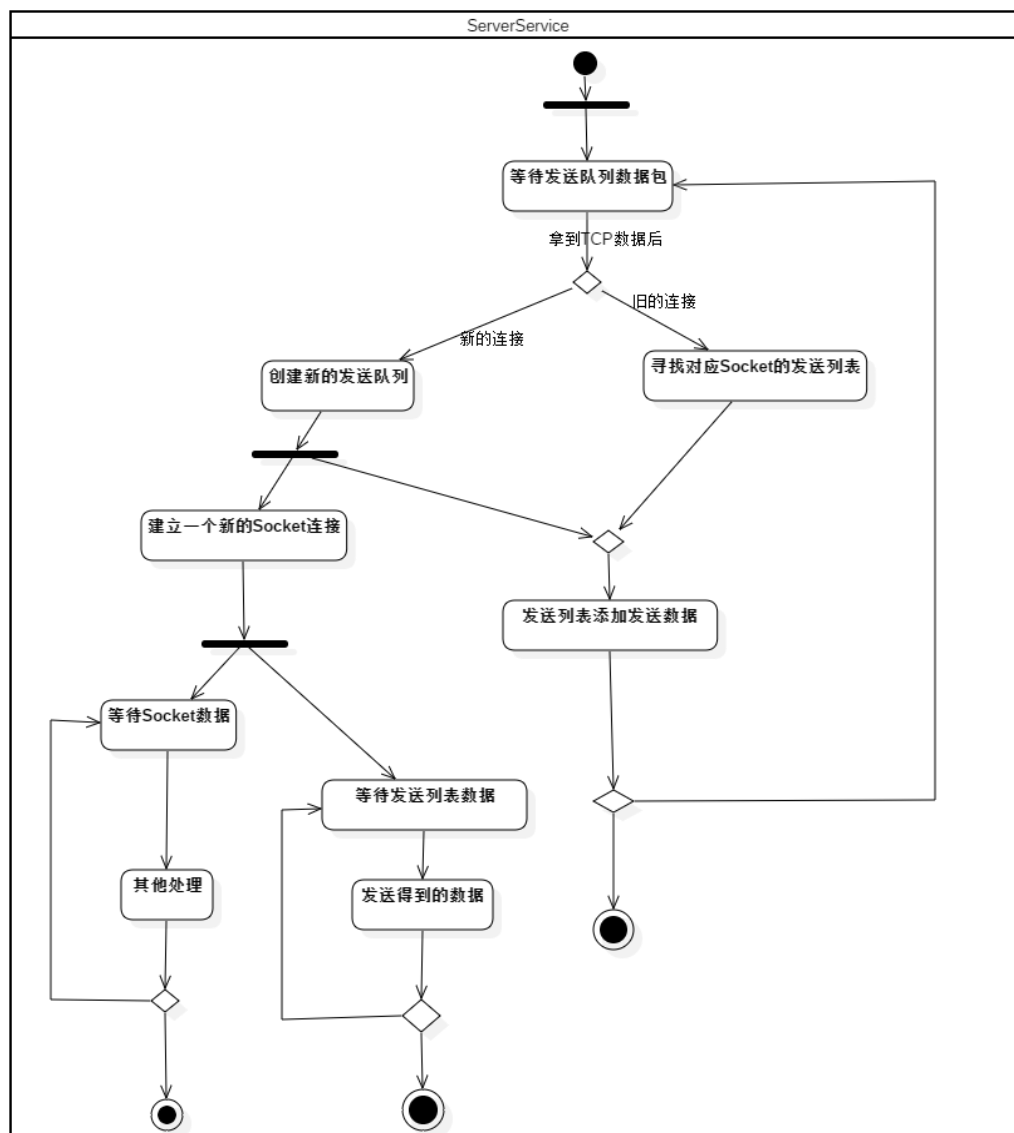 ServerService
等待发送队列数据包
拿到TCP数据后
旧的连接
新的连接
寻找对应Socket的发送列表
创建新的发送队列
建立一个新的Socket连接
发送列表添加发送数据
等待Socket数据
等待发送列表数据
其他处理
发送得到的数据